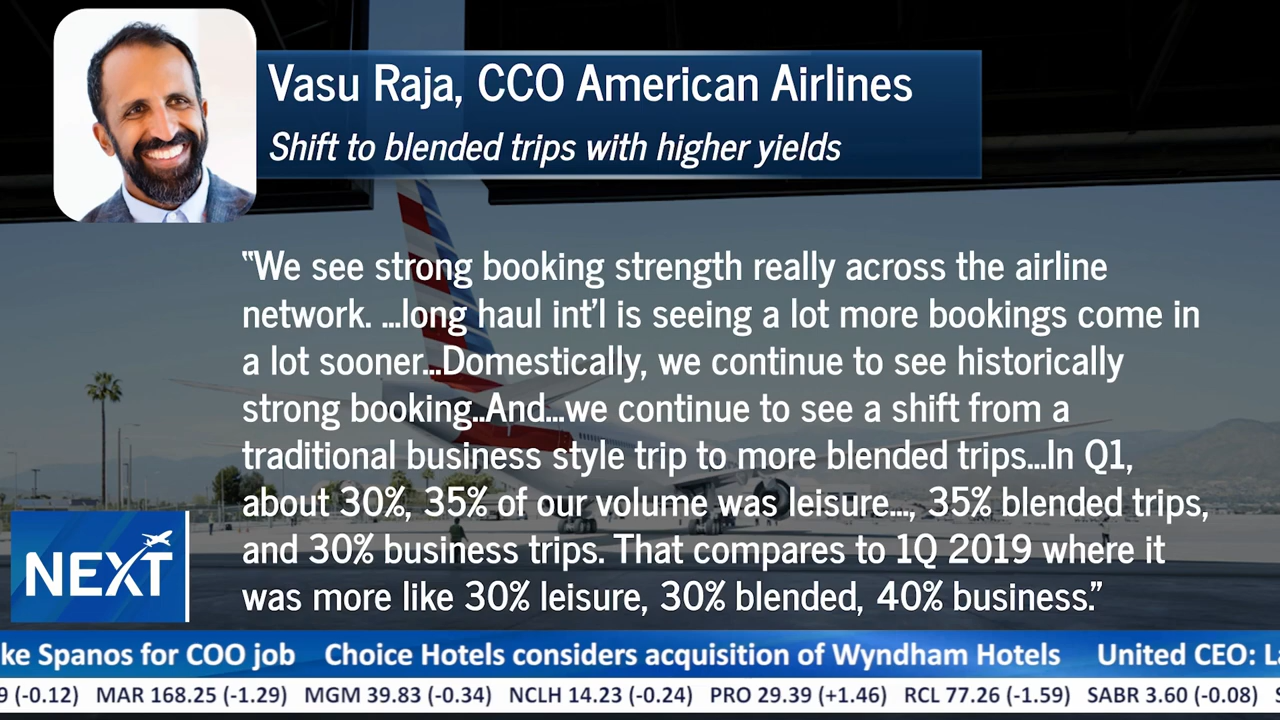 Vasu Raja, CCO American Airlines
Shift to blended trips with higher yields
“We see strong booking strength really across the airline
network. ...long haul int’l is seeing a lot more bookings come in
a lot sooner...Domestically, we continue to see historically
strong booking..And...we continue to see a shift from a
traditional business style trip to more blended trips...In Q1,
about 30%, 35% of our volume was leisure..., 35% blended trips,
and 30% business trips. That compares to 1Q 2019 where it
was more like 30% leisure, 30% blended, 40% business.”
NEXT
ke Spanos for COO job Choice Hotels considers acquisition of Wyndham Hotels United CEO: L
9 (-0.12) MAR 168.25 (-1.29) MGM 39.83 (-0.34) NCLH 14.23 (-0.24) PRO 29.39 (+1.46) RCL 77.26 (-1.59) SABR 3.60 (-0.08)